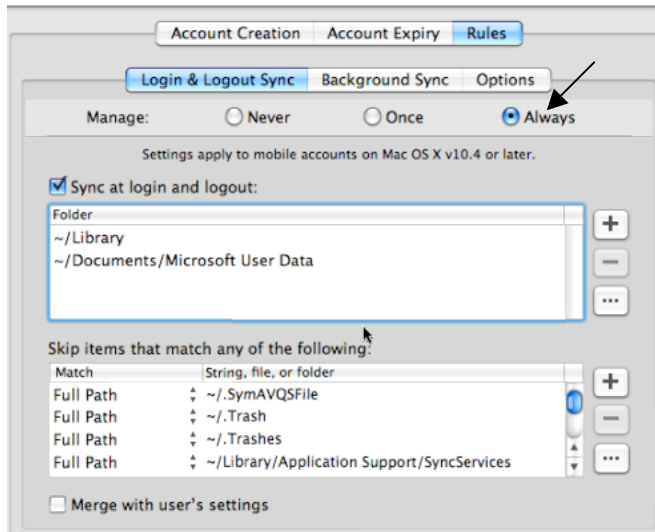 Account Creation Account Expiry Rules
Login & Logout Sync Background Sync Options
Manage: Never Once Always
Settings apply to mobile accounts on Mac OS X v10.4 or later.
Sync at login and logout:
Folder
~/Library
~/Documents/Microsoft User Data
Skip items that match any of the following:
Match String, file, or folder
Full Path ~/.SymAVQSFile
Full Path ~/.Trash
Full Path ~/.Trashes
Full Path ~/Library/Application Support/SyncServices
Merge with user's settings